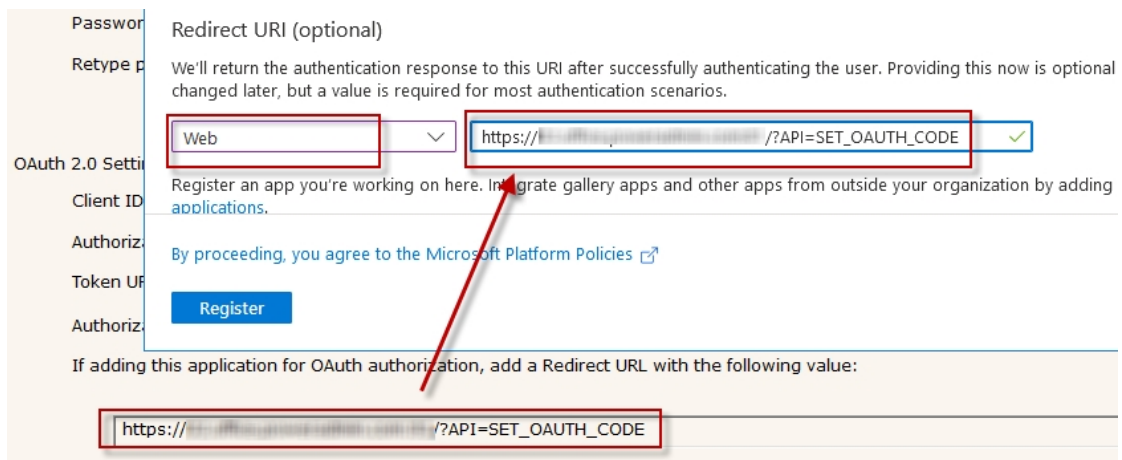 Passwor
Redirect URI (optional)
Retype p
We'll return the authentication response to this URI after successfully authenticating the user. Providing this now is optional
changed later, but a value is required for most authentication scenarios.
Web
https:// /?API=SET_OAUTH_CODE
OAuth 2.0 Settin
Register an app you're working on here. Integrate gallery apps and other apps from outside your organization by adding
Client ID
applications.
Authoriz
By proceeding, you agree to the Microsoft Platform Policies
Token UR
Register
Authoriz
If adding this application for OAuth authorization, add a Redirect URL with the following value:
https:// /?API=SET_OAUTH_CODE